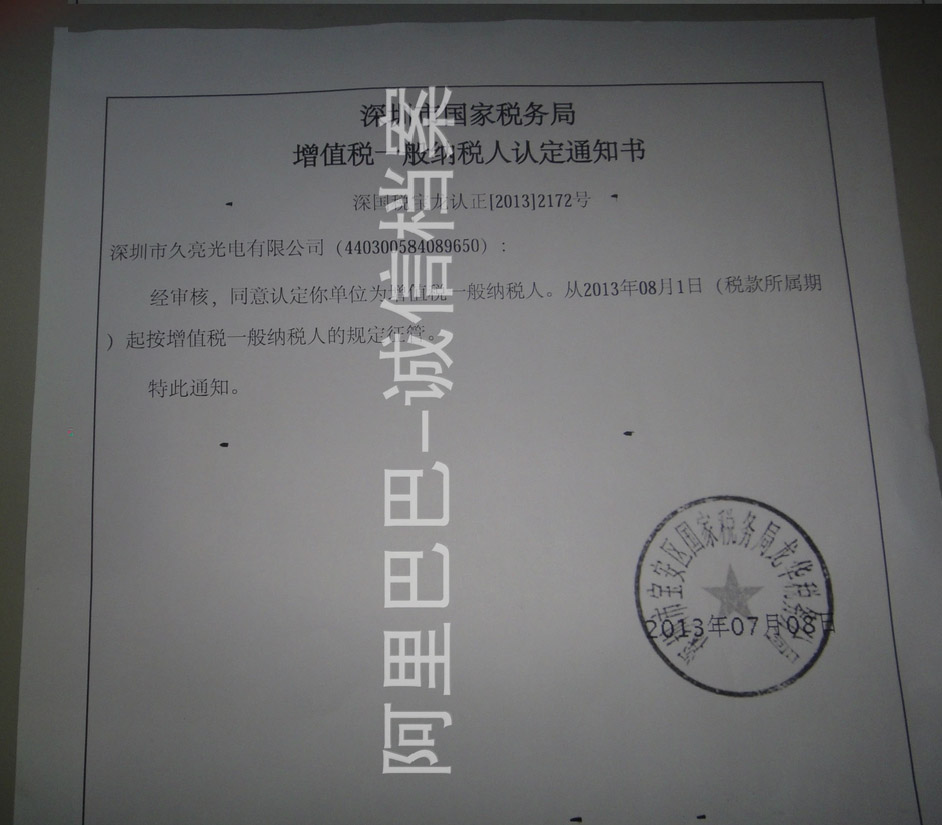 深圳市国家税务局
增值税一般纳税人认定通知书
深国税宝龙认正[2013]2172号
深圳市久亮光电有限公司（440300584089650）:
经审核，同意认定你单位为增值税一般纳税人。从2013年08月1日（税款所属期
）起按增值税一般纳税人的规定征管。
特此通知。
阿里巴巴-诚信档案
深圳市宝安区国家税务局龙华税务分局
2013年07月08日